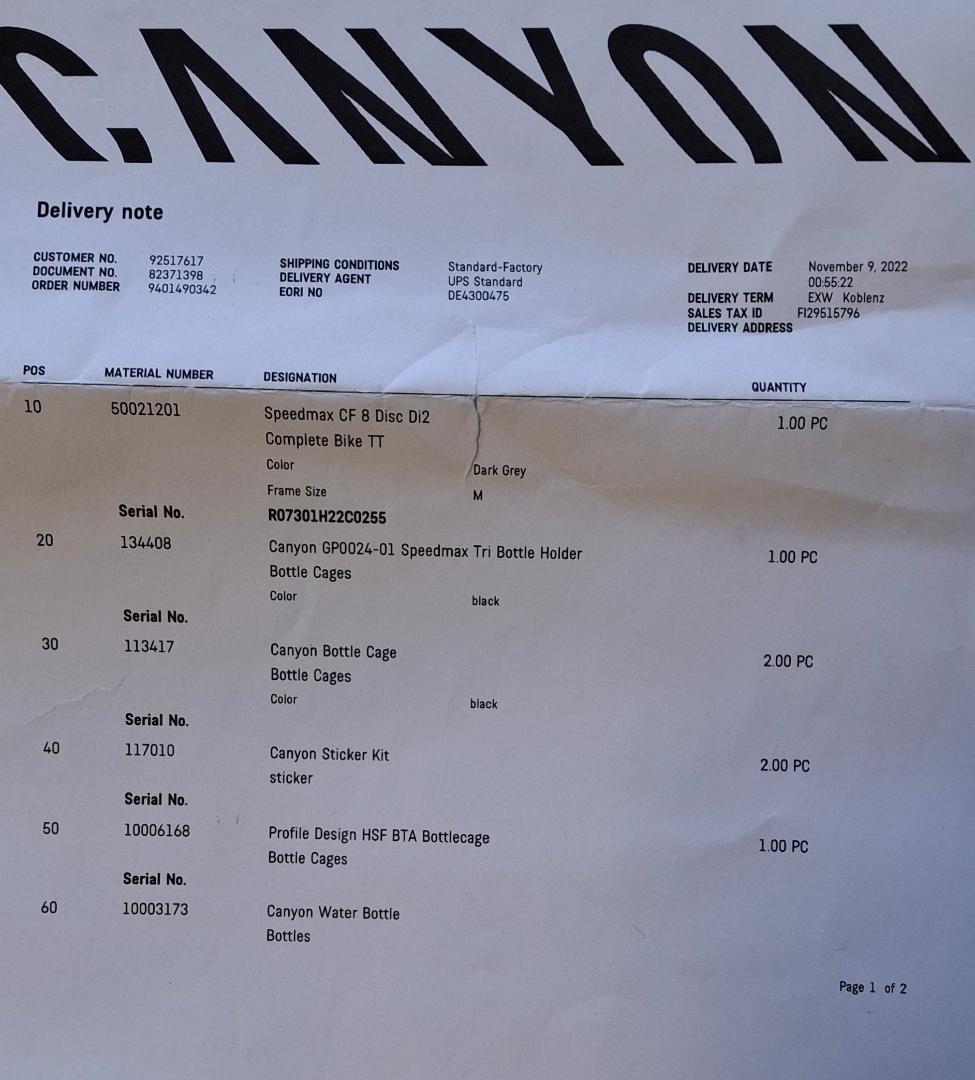 CANYON
Delivery note
CUSTOMER NO. 92517617
DOCUMENT NO. 82371398
ORDER NUMBER 9401490342
SHIPPING CONDITIONS Standard-Factory
DELIVERY AGENT UPS Standard
EORI NO DE4300475
DELIVERY DATE November 9, 2022
00:55:22
DELIVERY TERM EXW Koblenz
SALES TAX ID FI29515796
DELIVERY ADDRESS
POS MATERIAL NUMBER DESIGNATION QUANTITY
10 50021201 Speedmax CF 8 Disc Di2 1.00 PC
Complete Bike TT
Color Dark Grey
Frame Size M
Serial No. R07301H22C0255
20 134408 Canyon GP0024-01 Speedmax Tri Bottle Holder 1.00 PC
Bottle Cages
Color black
Serial No.
30 113417 Canyon Bottle Cage 2.00 PC
Bottle Cages
Color black
Serial No.
40 117010 Canyon Sticker Kit 2.00 PC
sticker
Serial No.
50 10006168 Profile Design HSF BTA Bottlecage 1.00 PC
Bottle Cages
Serial No.
60 10003173 Canyon Water Bottle
Bottles
Page 1 of 2